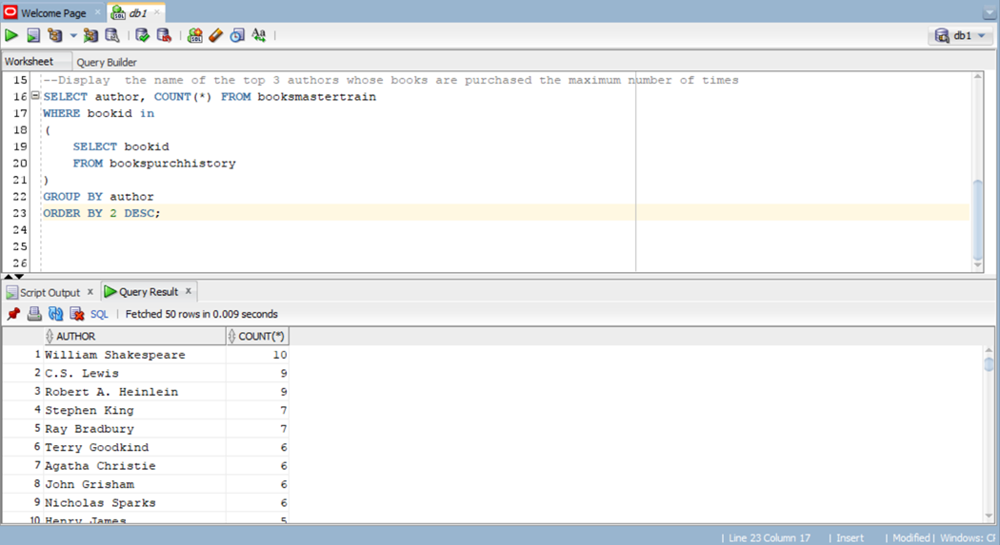 Welcome Page × db1 ×
SQL
db1
Worksheet Query Builder
15 --Display  the name of the top 3 authors whose books are purchased the maximum number of times
16 SELECT author, COUNT(*) FROM booksmastertrain
17 WHERE bookid in
18 (
19     SELECT bookid
20     FROM bookspurchhistory
21 )
22 GROUP BY author
23 ORDER BY 2 DESC;
24
25
26
Script Output × Query Result ×
SQL | Fetched 50 rows in 0.009 seconds
AUTHOR COUNT(*)
1 William Shakespeare 10
2 C.S. Lewis 9
3 Robert A. Heinlein 9
4 Stephen King 7
5 Ray Bradbury 7
6 Terry Goodkind 6
7 Agatha Christie 6
8 John Grisham 6
9 Nicholas Sparks 6
10 Henry James 5
| Line 23 Column 17 | Insert | Modified | Windows: CF